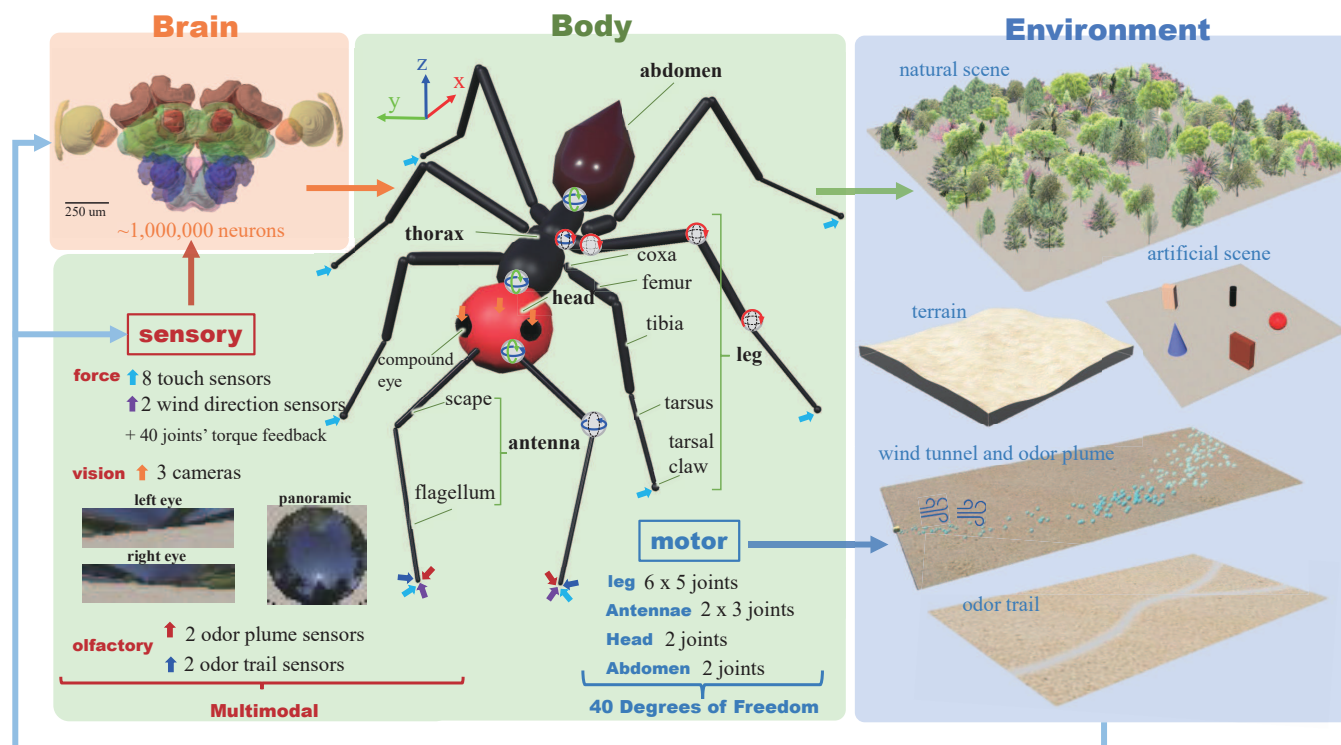 Brain
Body
Environment
250 um
~1,000,000 neurons
sensory
force
8 touch sensors
2 wind direction sensors
+ 40 joints' torque feedback
vision
3 cameras
left eye
right eye
panoramic
olfactory
2 odor plume sensors
2 odor trail sensors
Multimodal
z
x
y
abdomen
thorax
coxa
femur
head
tibia
leg
compound
eye
scape
antenna
tarsus
tarsal
claw
flagellum
motor
leg 6 x 5 joints
Antennae 2 x 3 joints
Head 2 joints
Abdomen 2 joints
40 Degrees of Freedom
natural scene
artificial scene
terrain
wind tunnel and odor plume
odor trail